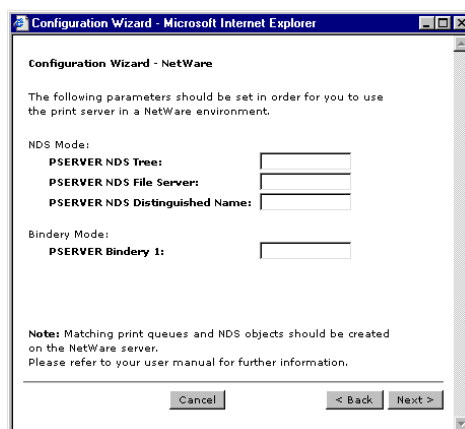 Configuration Wizard - Microsoft Internet Explorer
Configuration Wizard - NetWare
The following parameters should be set in order for you to use
the print server in a NetWare environment.
NDS Mode:
PSERVER NDS Tree:
PSERVER NDS File Server:
PSERVER NDS Distinguished Name:
Bindery Mode:
PSERVER Bindery 1:
Note: Matching print queues and NDS objects should be created
on the NetWare server.
Please refer to your user manual for further information.
Cancel
< Back
Next >